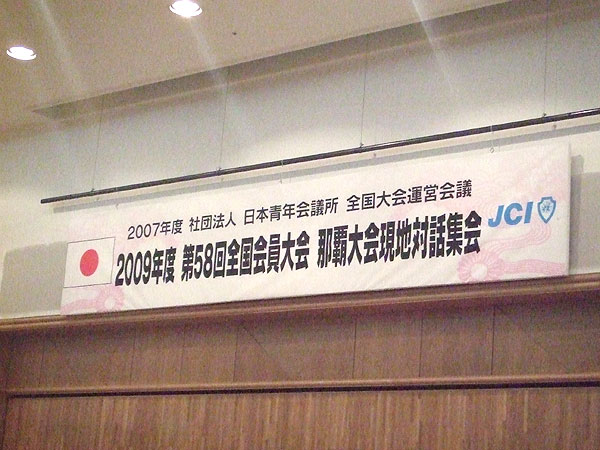 2007年度 社団法人 日本青年会議所 全国大会運営会議
2009年度 第58回全国会員大会 那覇大会現地対話集会
JCI